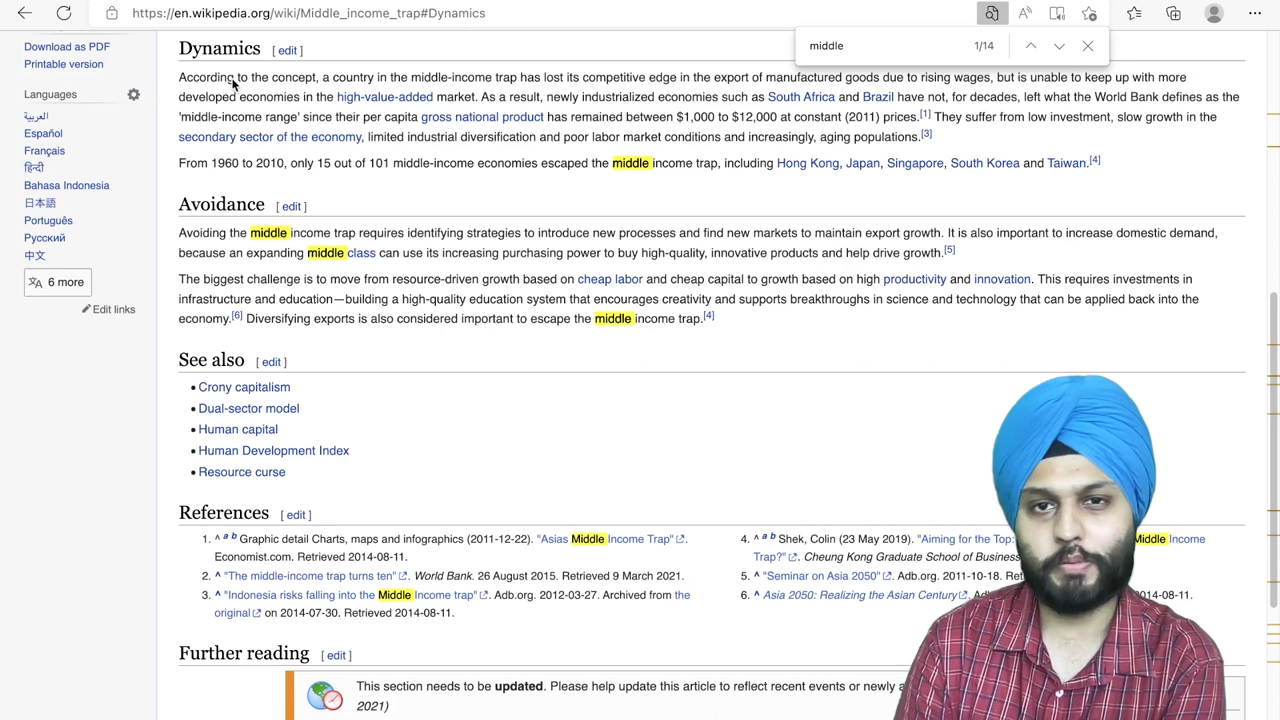 https://en.wikipedia.org/wiki/Middle_income_trap#Dynamics
middle 1/14
Download as PDF
Printable version
Languages
العربية
Español
Français
हिन्दी
Bahasa Indonesia
日本語
Português
Русский
中文
6 more
Edit links
Dynamics [ edit ]
According to the concept, a country in the middle-income trap has lost its competitive edge in the export of manufactured goods due to rising wages, but is unable to keep up with more
developed economies in the high-value-added market. As a result, newly industrialized economies such as South Africa and Brazil have not, for decades, left what the World Bank defines as the
'middle-income range' since their per capita gross national product has remained between $1,000 to $12,000 at constant (2011) prices.[1] They suffer from low investment, slow growth in the
secondary sector of the economy, limited industrial diversification and poor labor market conditions and increasingly, aging populations.[3]
From 1960 to 2010, only 15 out of 101 middle-income economies escaped the middle income trap, including Hong Kong, Japan, Singapore, South Korea and Taiwan.[4]
Avoidance [ edit ]
Avoiding the middle income trap requires identifying strategies to introduce new processes and find new markets to maintain export growth. It is also important to increase domestic demand,
because an expanding middle class can use its increasing purchasing power to buy high-quality, innovative products and help drive growth.[5]
The biggest challenge is to move from resource-driven growth based on cheap labor and cheap capital to growth based on high productivity and innovation. This requires investments in
infrastructure and education—building a high-quality education system that encourages creativity and supports breakthroughs in science and technology that can be applied back into the
economy.[6] Diversifying exports is also considered important to escape the middle income trap.[4]
See also [ edit ]
• Crony capitalism
• Dual-sector model
• Human capital
• Human Development Index
• Resource curse
References [ edit ]
1. ^ a b Graphic detail Charts, maps and infographics (2011-12-22). "Asias Middle Income Trap".
Economist.com. Retrieved 2014-08-11.
2. ^ "The middle-income trap turns ten". World Bank. 26 August 2015. Retrieved 9 March 2021.
3. ^ "Indonesia risks falling into the Middle Income trap". Adb.org. 2012-03-27. Archived from the
original on 2014-07-30. Retrieved 2014-08-11.
4. ^ a b Shek, Colin (23 May 2019). "Aiming for the Top: Middle Income
Trap?". Cheung Kong Graduate School of Business
5. ^ "Seminar on Asia 2050". Adb.org. 2011-10-18.
6. ^ Asia 2050: Realizing the Asian Century. 2014-08-11.
Further reading [ edit ]
This section needs to be updated. Please help update this article to reflect recent events or newly
2021)